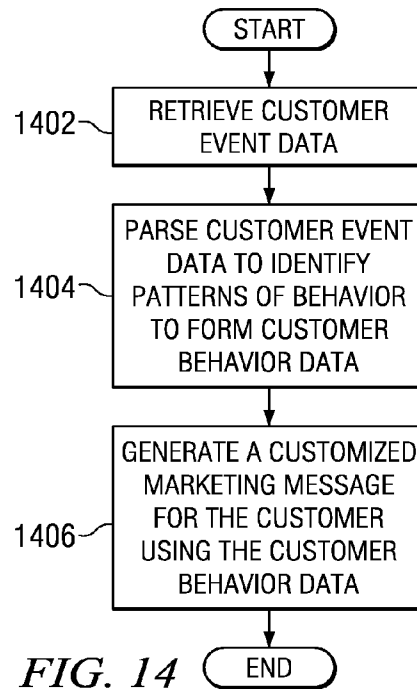 START
1402
RETRIEVE CUSTOMER
EVENT DATA
1404
PARSE CUSTOMER EVENT
DATA TO IDENTIFY
PATTERNS OF BEHAVIOR
TO FORM CUSTOMER
BEHAVIOR DATA
1406
GENERATE A CUSTOMIZED
MARKETING MESSAGE
FOR THE CUSTOMER
USING THE CUSTOMER
BEHAVIOR DATA
END
FIG. 14